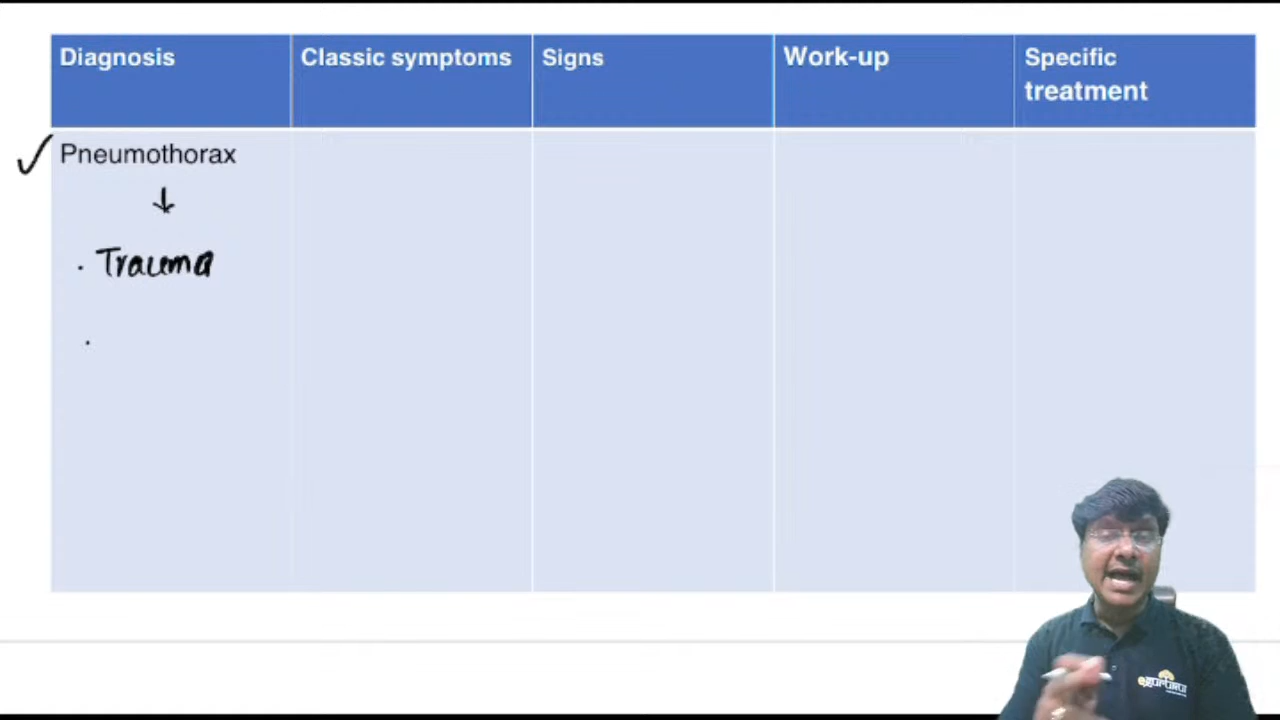 Diagnosis
Classic symptoms
Signs
Work-up
Specific
treatment
Pneumothorax
Trauma